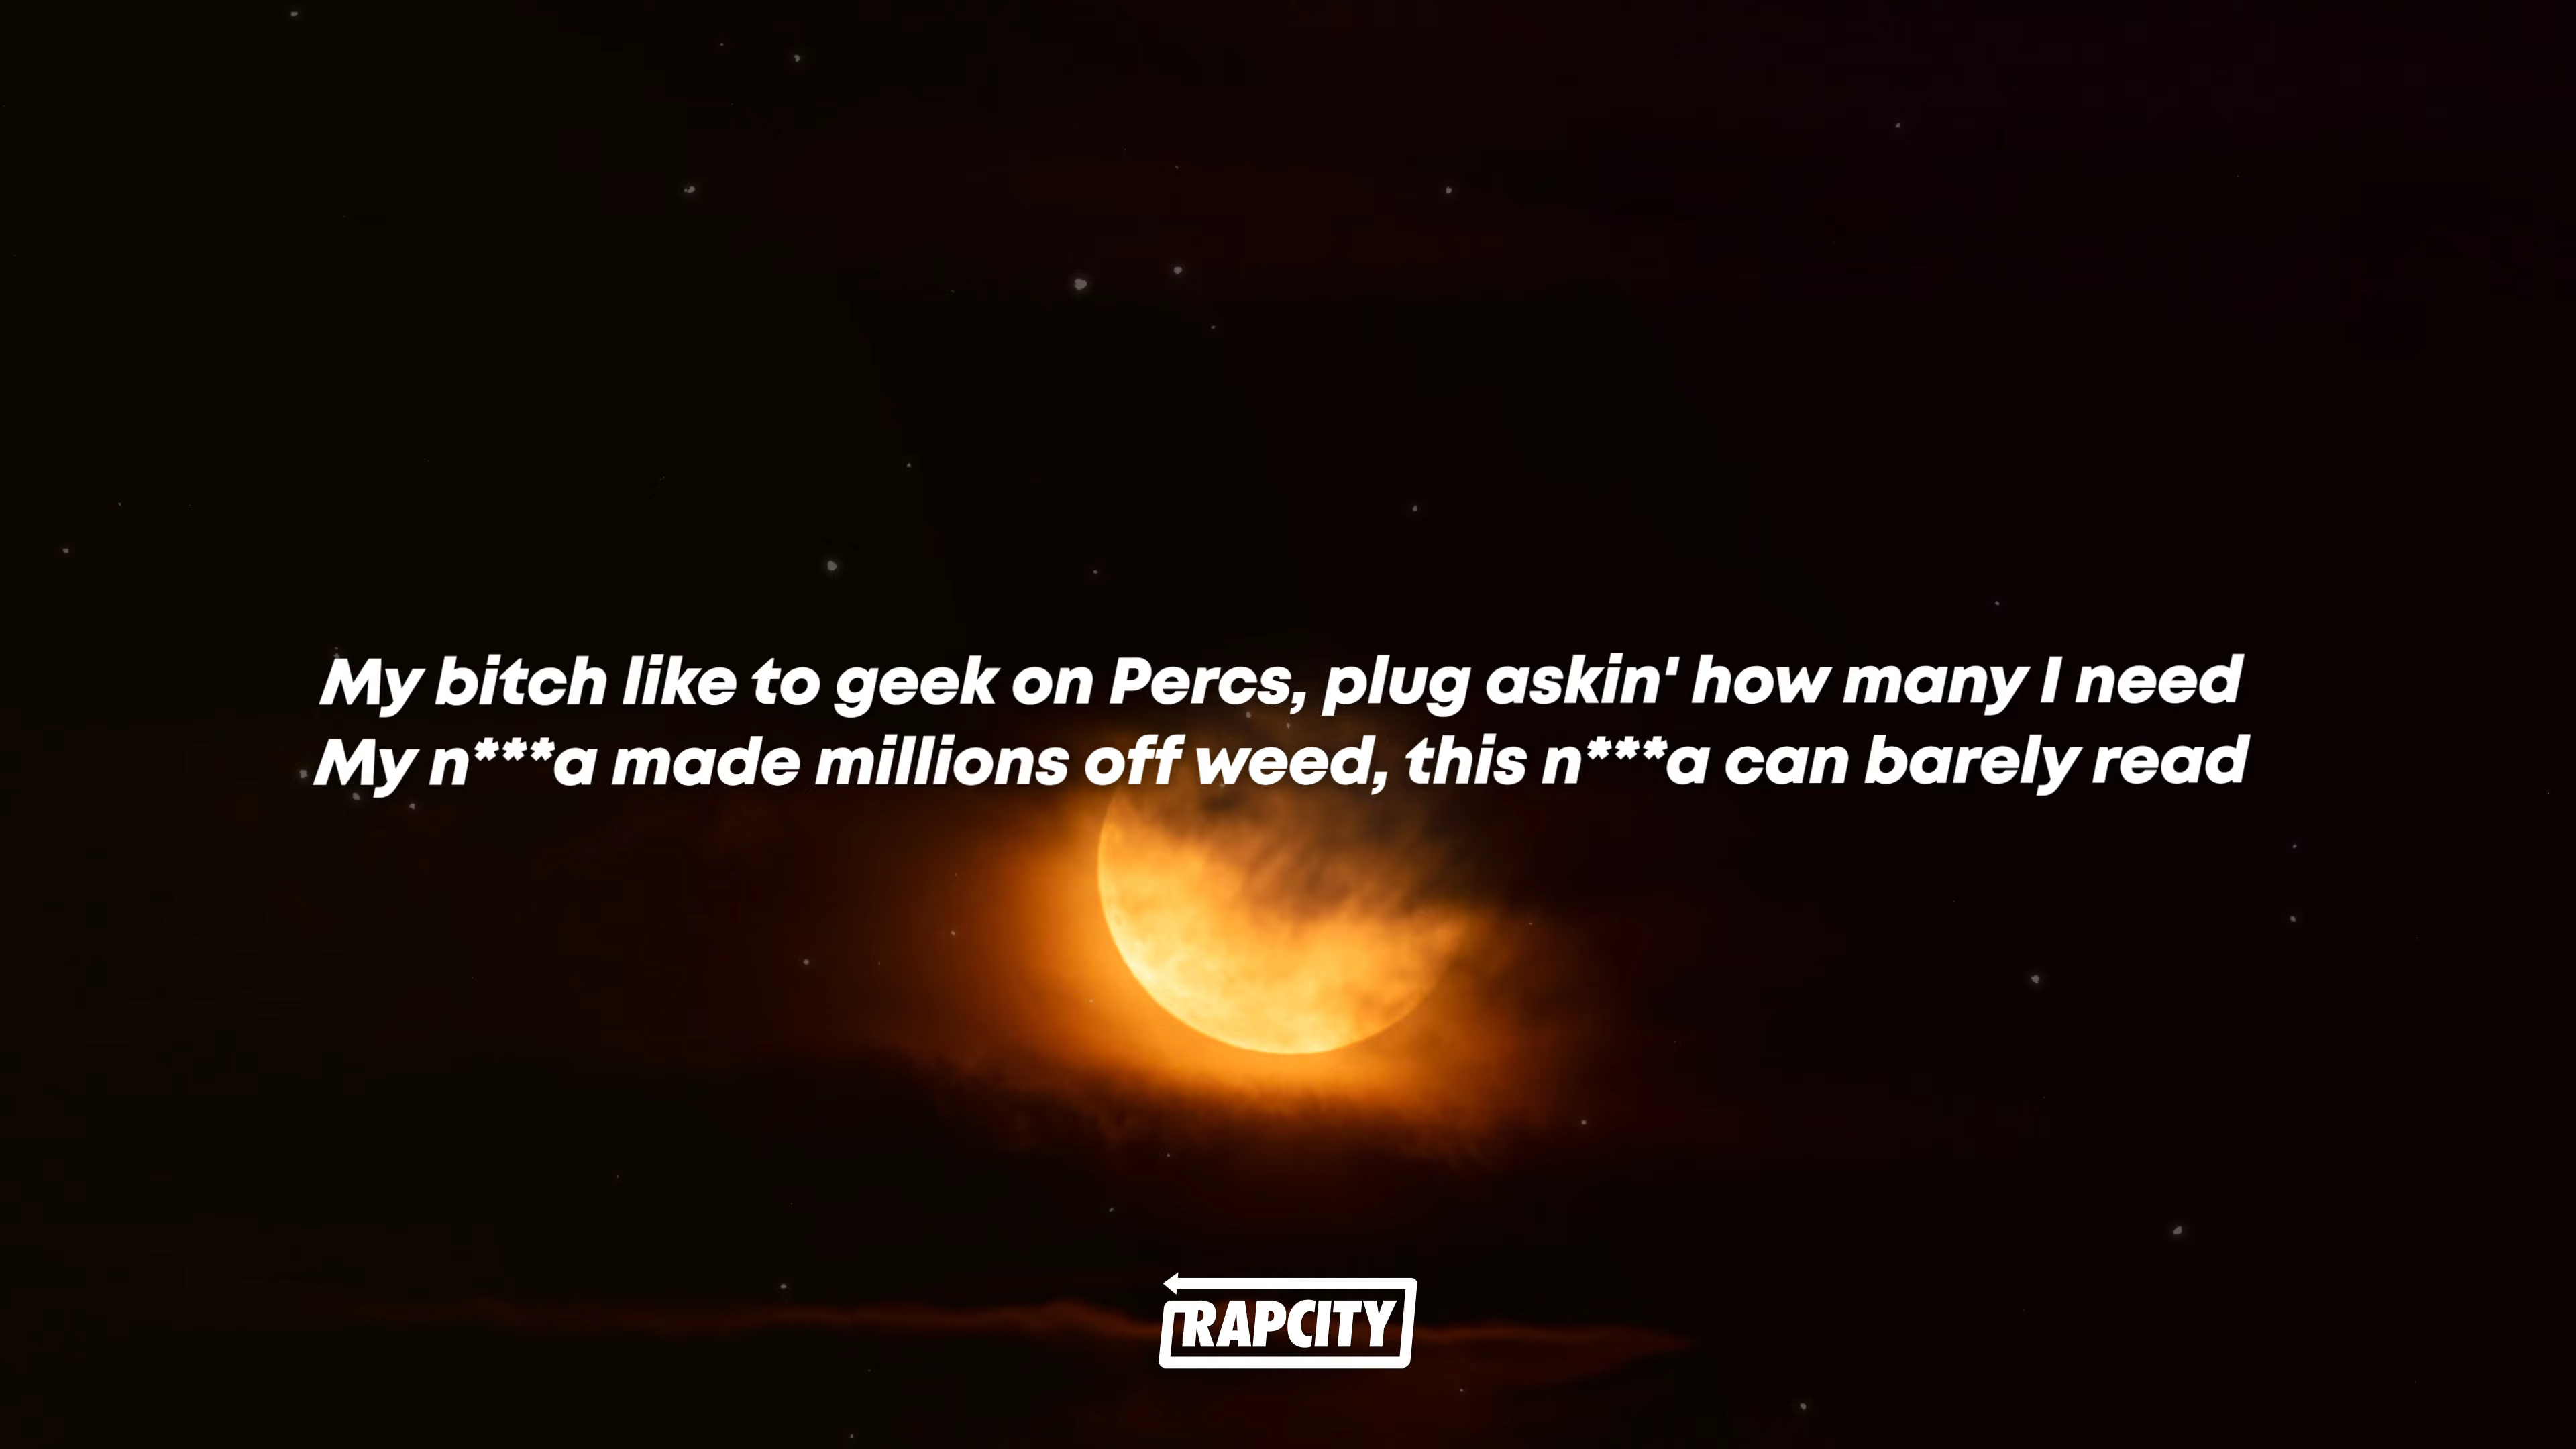 My bitch like to geek on Percs, plug askin' how many I need
My n***a made millions off weed, this n***a can barely read
RAPCITY